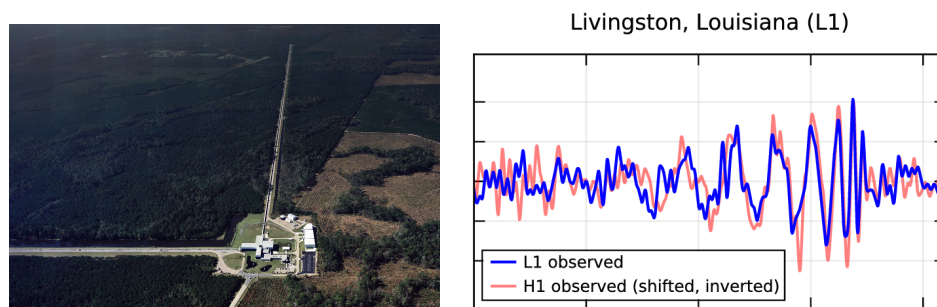 Livingston, Louisiana (L1)
L1 observed
H1 observed (shifted, inverted)